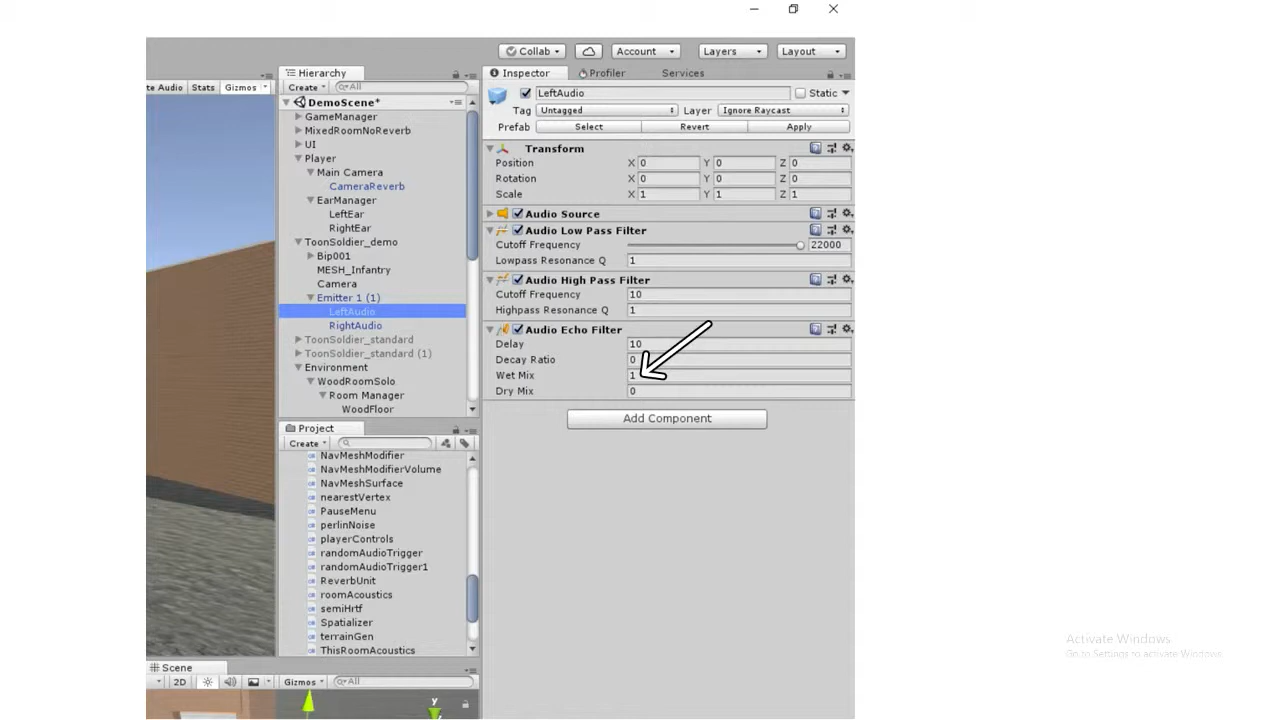 Collab
Account
Layers
Layout
te Audio
Stats
Gizmos
Hierarchy
Create
All
DemoScene*
GameManager
MixedRoomNoReverb
UI
Player
Main Camera
CameraReverb
EarManager
LeftEar
RightEar
ToonSoldier_demo
Bip001
MESH_Infantry
Camera
Emitter 1 (1)
LeftAudio
RightAudio
ToonSoldier_standard
ToonSoldier_standard (1)
Environment
WoodRoomSolo
Room Manager
WoodFloor
Project
Create
NavMeshModifier
NavMeshModifierVolume
NavMeshSurface
nearestVertex
PauseMenu
perlinNoise
playerControls
randomAudioTrigger
randomAudioTrigger1
ReverbUnit
roomAcoustics
semiHrtf
Spatializer
terrainGen
ThisRoomAcoustics
Scene
2D
Gizmos
All
y
Inspector
Profiler
Services
LeftAudio
Static
Tag Untagged Layer Ignore Raycast
Prefab Select Revert Apply
Transform
Position X 0 Y 0 Z 0
Rotation X 0 Y 0 Z 0
Scale X 1 Y 1 Z 1
Audio Source
Audio Low Pass Filter
Cutoff Frequency 22000
Lowpass Resonance Q 1
Audio High Pass Filter
Cutoff Frequency 10
Highpass Resonance Q 1
Audio Echo Filter
Delay 10
Decay Ratio 0
Wet Mix 1
Dry Mix 0
Add Component
Activate Windows
Go to Settings to activate Windows.